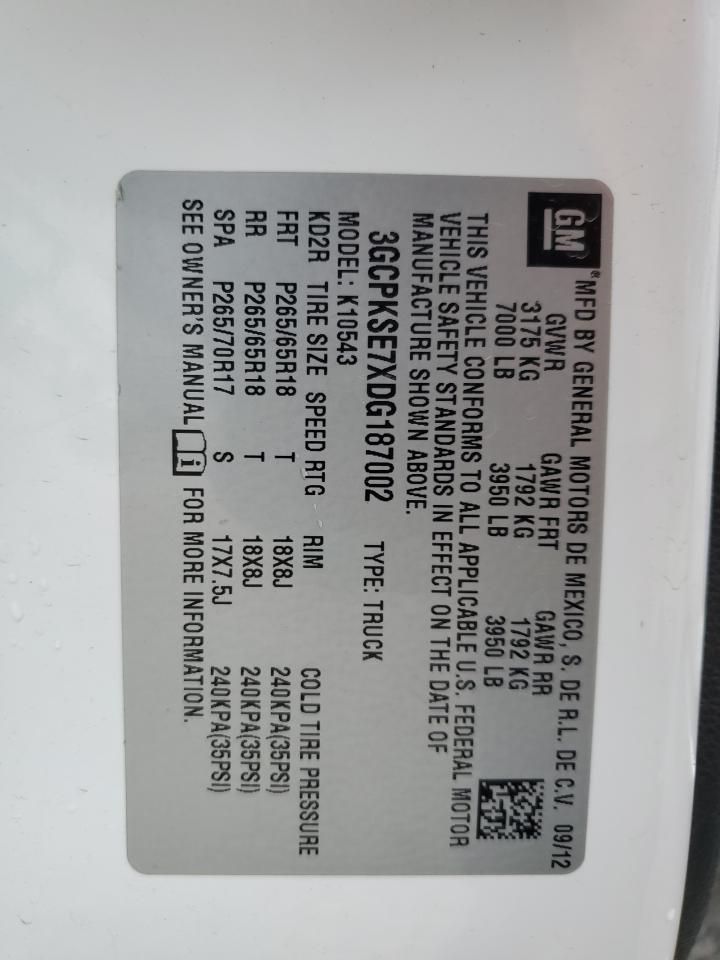 GM
® MFD BY GENERAL MOTORS DE MEXICO, S. DE R.L. DE C.V. 09/12
GVWR GAWR FRT GAWR RR
3175 KG 1792 KG 1792 KG
7000 LB 3950 LB 3950 LB
THIS VEHICLE CONFORMS TO ALL APPLICABLE U.S. FEDERAL MOTOR
VEHICLE SAFETY STANDARDS IN EFFECT ON THE DATE OF
MANUFACTURE SHOWN ABOVE.
3GCPKSE7XDG187002 TYPE: TRUCK
MODEL: K10543
KD2R TIRE SIZE SPEED RTG RIM COLD TIRE PRESSURE
FRT P265/65R18 T 18X8J 240KPA(35PSI)
RR P265/65R18 T 18X8J 240KPA(35PSI)
SPA P265/70R17 S 17X7.5J 240KPA(35PSI)
SEE OWNER'S MANUAL i FOR MORE INFORMATION.